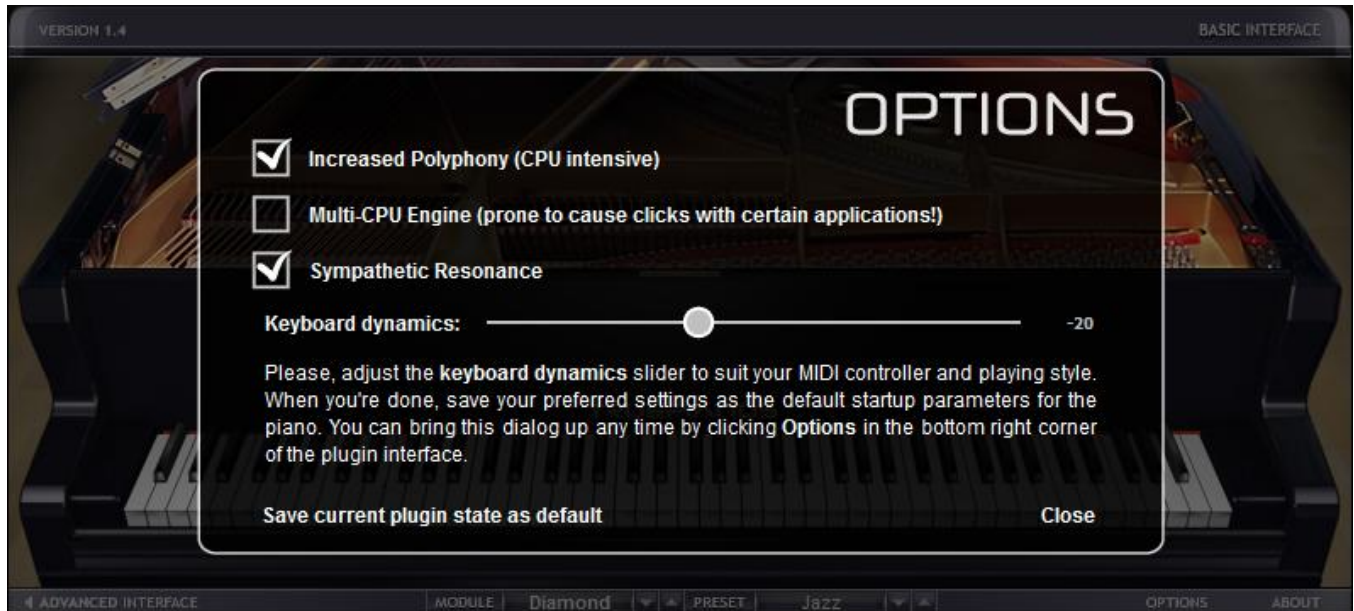 VERSION 1.4
BASIC INTERFACE
OPTIONS
Increased Polyphony (CPU intensive)
Multi-CPU Engine (prone to cause clicks with certain applications!)
Sympathetic Resonance
Keyboard dynamics: -20
Please, adjust the keyboard dynamics slider to suit your MIDI controller and playing style.
When you're done, save your preferred settings as the default startup parameters for the
piano. You can bring this dialog up any time by clicking Options in the bottom right corner
of the plugin interface.
Save current plugin state as default
Close
ADVANCED INTERFACE
MODULE Diamond PRESET Jazz
OPTIONS ABOUT